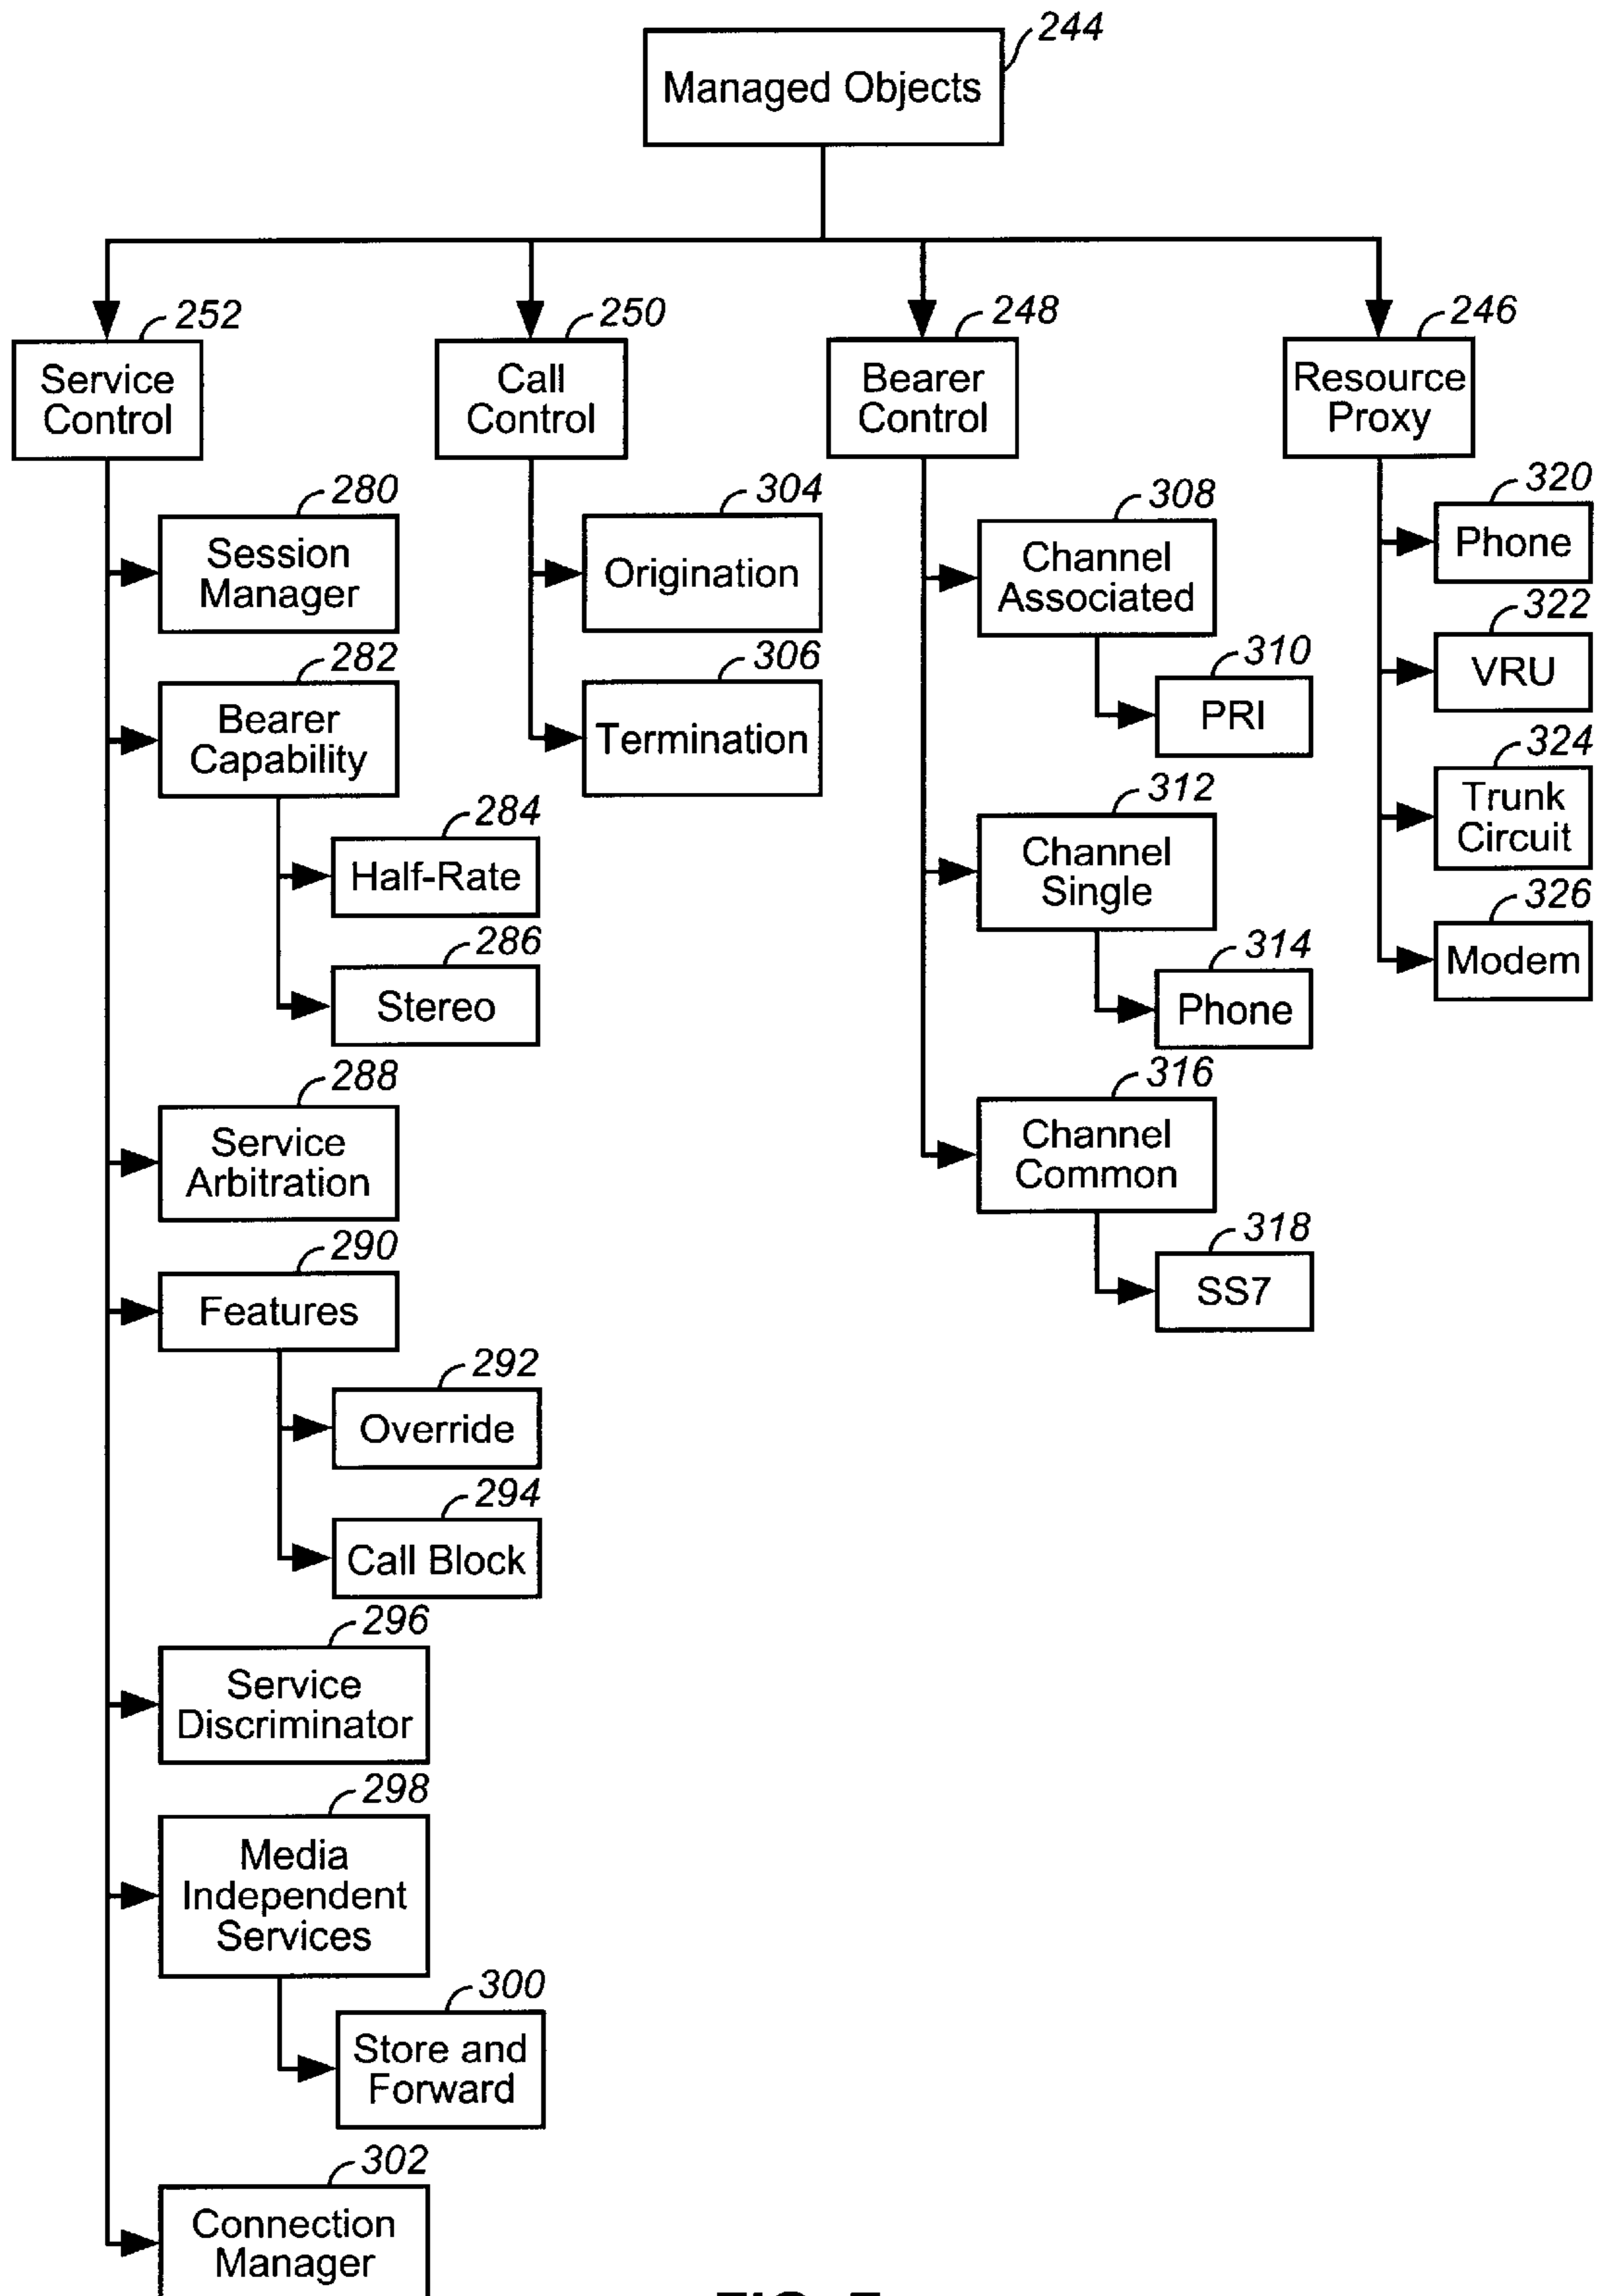 244
Managed Objects
252
Service
Control
250
Call
Control
248
Bearer
Control
246
Resource
Proxy
280
Session
Manager
282
Bearer
Capability
284
Half-Rate
286
Stereo
288
Service
Arbitration
290
Features
292
Override
294
Call Block
296
Service
Discriminator
298
Media
Independent
Services
300
Store and
Forward
302
Connection
Manager
304
Origination
306
Termination
308
Channel
Associated
310
PRI
312
Channel
Single
314
Phone
316
Channel
Common
318
SS7
320
Phone
322
VRU
324
Trunk
Circuit
326
Modem